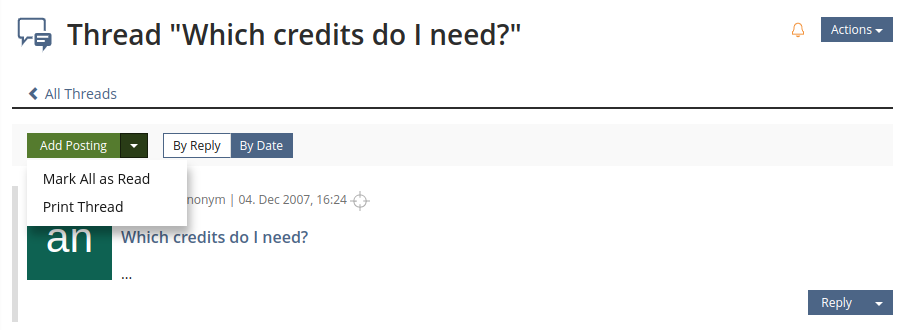 Thread "Which credits do I need?"
Actions
All Threads
Add Posting
By Reply
By Date
Mark All as Read
Print Thread
nonym | 04. Dec 2007, 16:24
an
Which credits do I need?
...
Reply